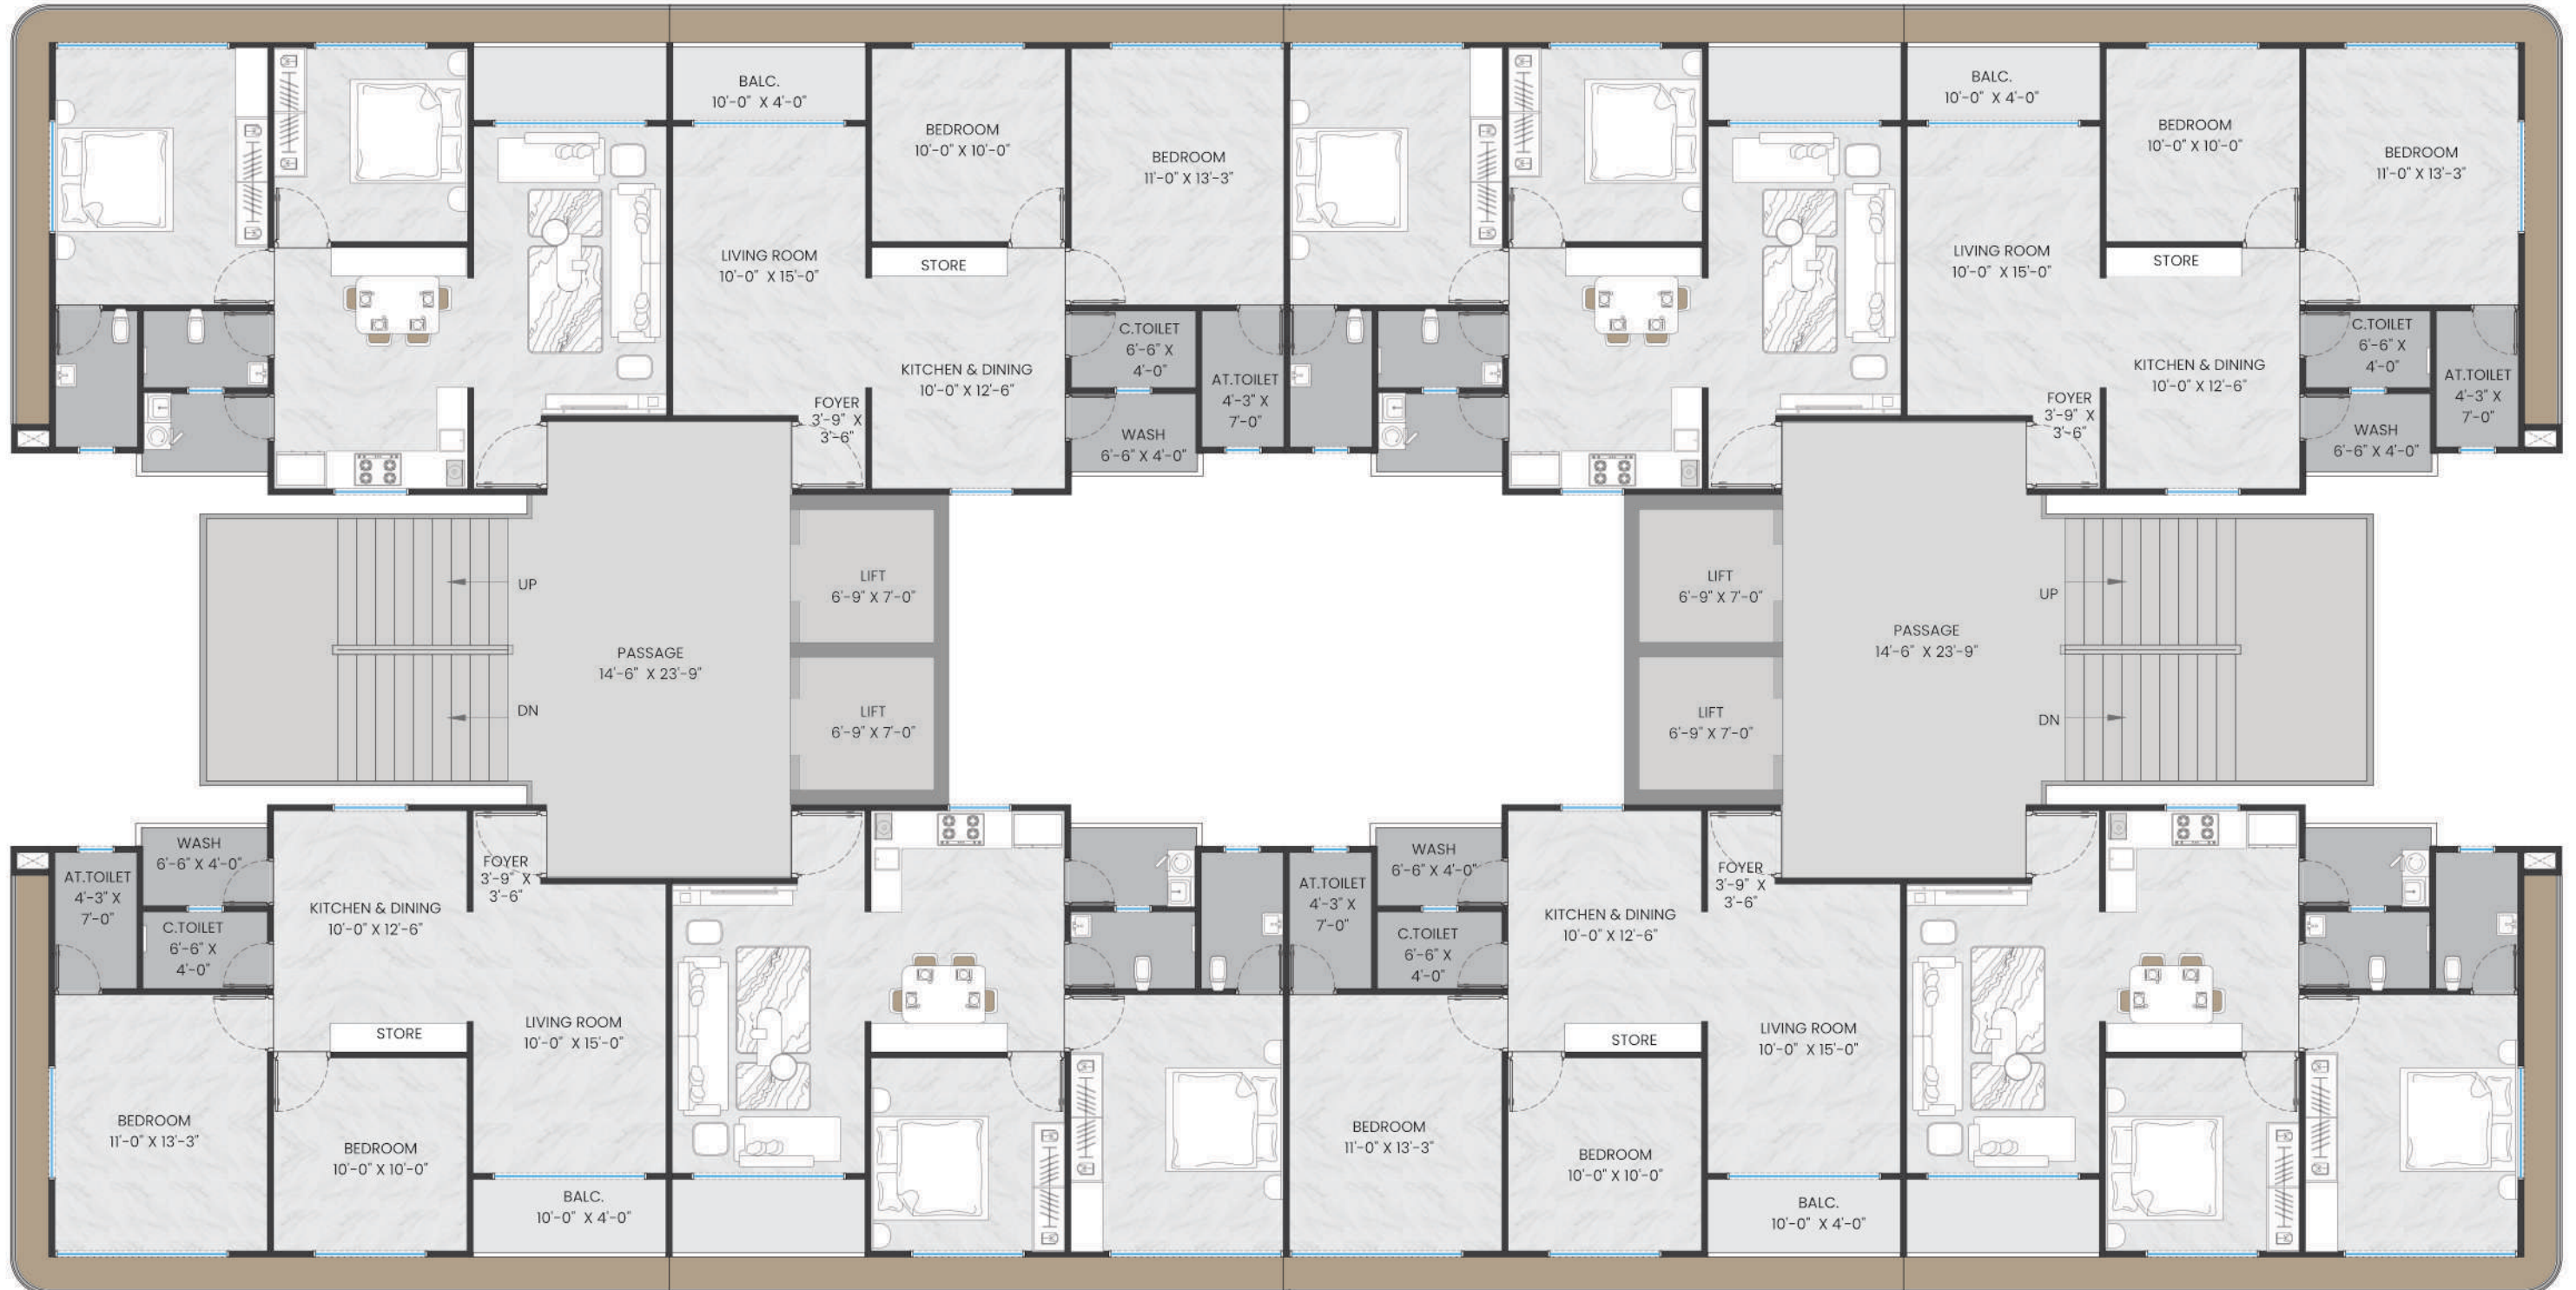 BALC.
10'-0" X 4'-0"
BEDROOM
10'-0" X 10'-0"
BEDROOM
11'-0" X 13'-3"
LIVING ROOM
10'-0" X 15'-0"
STORE
KITCHEN & DINING
10'-0" X 12'-6"
FOYER
3'-9" X
3'-6"
C.TOILET
6'-6" X
4'-0"
WASH
6'-6" X 4'-0"
AT.TOILET
4'-3" X
7'-0"
BALC.
10'-0" X 4'-0"
BEDROOM
10'-0" X 10'-0"
BEDROOM
11'-0" X 13'-3"
LIVING ROOM
10'-0" X 15'-0"
STORE
KITCHEN & DINING
10'-0" X 12'-6"
FOYER
3'-9" X
3'-6"
C.TOILET
6'-6" X
4'-0"
WASH
6'-6" X 4'-0"
AT.TOILET
4'-3" X
7'-0"
UP
DN
PASSAGE
14'-6" X 23'-9"
LIFT
6'-9" X 7'-0"
LIFT
6'-9" X 7'-0"
LIFT
6'-9" X 7'-0"
LIFT
6'-9" X 7'-0"
PASSAGE
14'-6" X 23'-9"
UP
DN
WASH
6'-6" X 4'-0"
AT.TOILET
4'-3" X
7'-0"
C.TOILET
6'-6" X
4'-0"
KITCHEN & DINING
10'-0" X 12'-6"
FOYER
3'-9" X
3'-6"
STORE
LIVING ROOM
10'-0" X 15'-0"
BEDROOM
11'-0" X 13'-3"
BEDROOM
10'-0" X 10'-0"
BALC.
10'-0" X 4'-0"
WASH
6'-6" X 4'-0"
AT.TOILET
4'-3" X
7'-0"
C.TOILET
6'-6" X
4'-0"
KITCHEN & DINING
10'-0" X 12'-6"
FOYER
3'-9" X
3'-6"
STORE
LIVING ROOM
10'-0" X 15'-0"
BEDROOM
11'-0" X 13'-3"
BEDROOM
10'-0" X 10'-0"
BALC.
10'-0" X 4'-0"